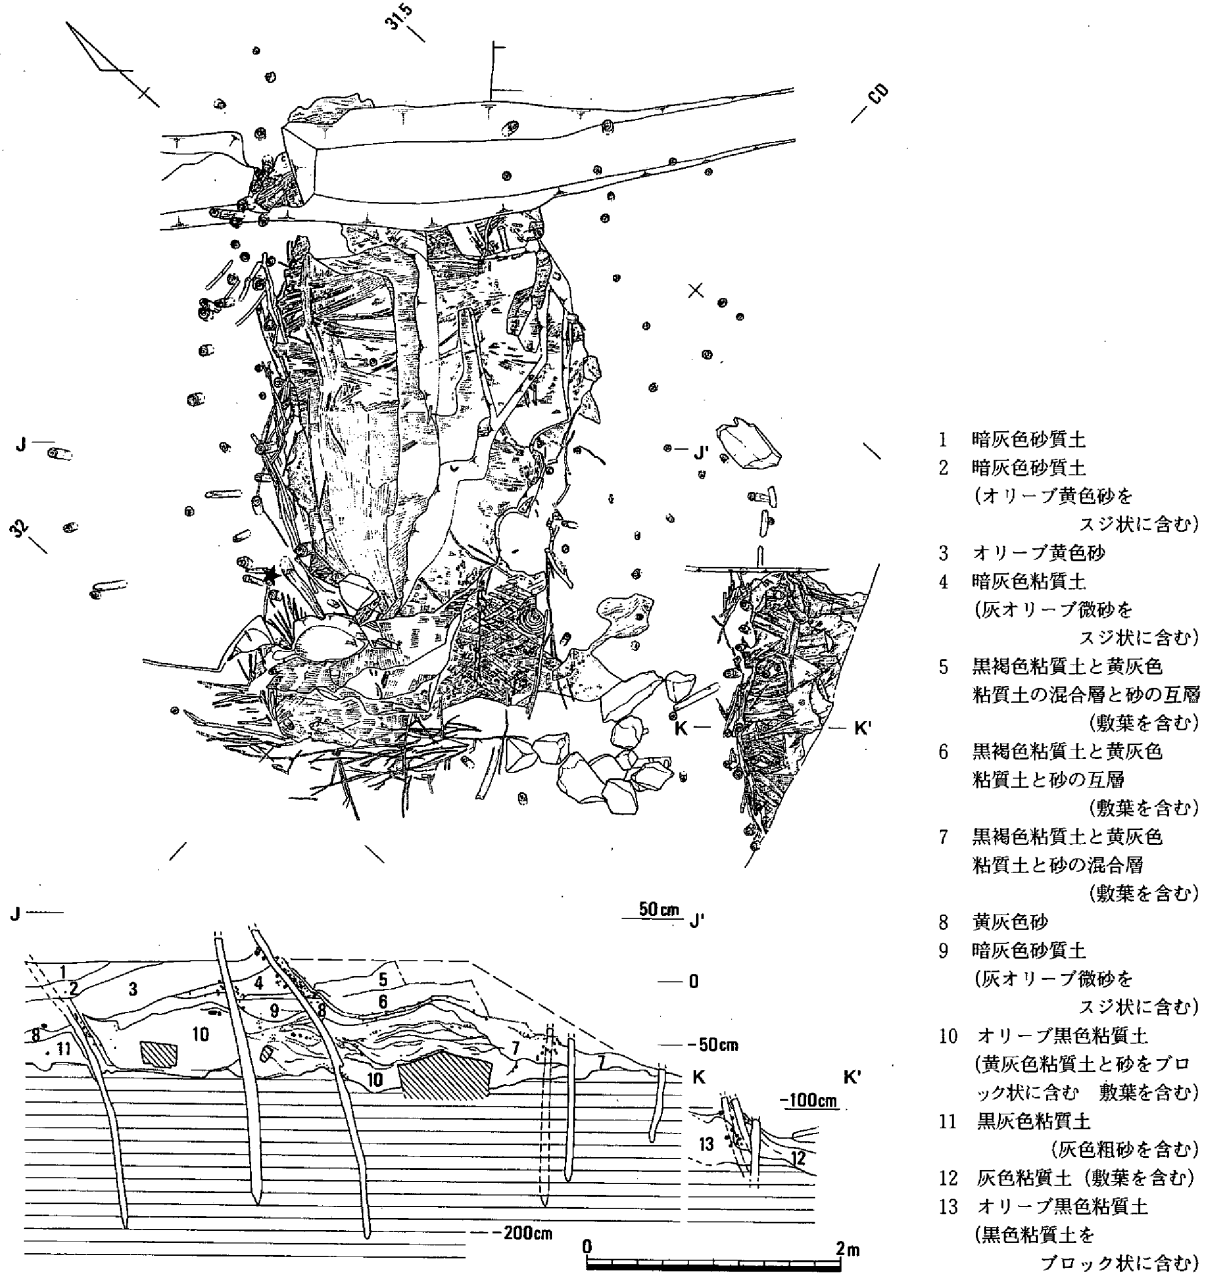 31.5
CD
J
J'
32
K
K'
1 暗灰色砂質土
2 暗灰色砂質土
(オリーブ黄色砂を
スジ状に含む)
3 オリーブ黄色砂
4 暗灰色粘質土
(灰オリーブ微砂を
スジ状に含む)
5 黒褐色粘質土と黄灰色
粘質土の混合層と砂の互層
(敷葉を含む)
6 黒褐色粘質土と黄灰色
粘質土と砂の互層
(敷葉を含む)
7 黒褐色粘質土と黄灰色
粘質土と砂の混合層
(敷葉を含む)
8 黄灰色砂
9 暗灰色砂質土
(灰オリーブ微砂を
スジ状に含む)
10 オリーブ黒色粘質土
(黄灰色粘質土と砂をブロ
ック状に含む 敷葉を含む)
11 黒灰色粘質土
(灰色粗砂を含む)
12 灰色粘質土 (敷葉を含む)
13 オリーブ黒色粘質土
(黒色粘質土を
ブロック状に含む)
J
50cm J'
1
2
3
4
5
0
6
8
9
8
10
11
7
7
10
-50cm
K
K'
-100cm
13
12
-200cm
0 2m